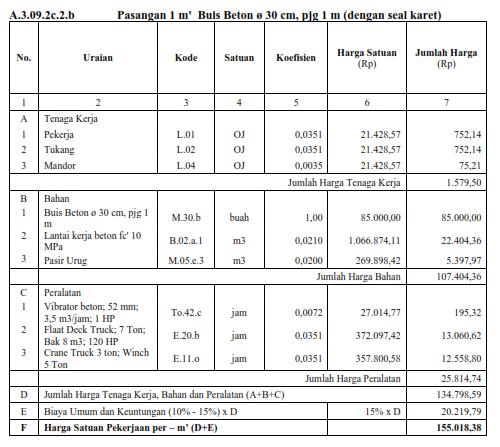 A.3.09.2c.2.b Pasangan 1 m' Buis Beton ø 30 cm, pjg 1 m (dengan seal karet)
No. Uraian Kode Satuan Koefisien Harga Satuan (Rp) Jumlah Harga (Rp)
1 2 3 4 5 6 7
A Tenaga Kerja
1 Pekerja L.01 OJ 0,0351 21.428,57 752,14
2 Tukang L.02 OJ 0,0351 21.428,57 752,14
3 Mandor L.04 OJ 0,0035 21.428,57 75,21
Jumlah Harga Tenaga Kerja 1.579,50
B Bahan
1 Buis Beton ø 30 cm, pjg 1 m M.30.b buah 1,00 85.000,00 85.000,00
2 Lantai kerja beton fc' 10 MPa B.02.a.1 m3 0,0210 1.066.874,11 22.404,36
3 Pasir Urug M.05.e.3 m3 0,0200 269.898,42 5.397,97
Jumlah Harga Bahan 107.404,36
C Peralatan
1 Vibrator beton; 52 mm; 3,5 m3/jam; 1 HP To.42.c jam 0,0072 27.014,77 195,32
2 Flaat Deck Truck; 7 Ton; Bak 8 m3; 120 HP E.20.b jam 0,0351 372.097,42 13.060,62
3 Crane Truck 3 ton; Winch 5 Ton E.11.o jam 0,0351 357.800,58 12.558,80
Jumlah Harga Peralatan 25.814,74
D Jumlah Harga Tenaga Kerja, Bahan dan Peralatan (A+B+C) 134.798,59
E Biaya Umum dan Keuntungan (10% - 15%) x D 15% x D 20.219,79
F Harga Satuan Pekerjaan per – m’ (D+E) 155.018,38